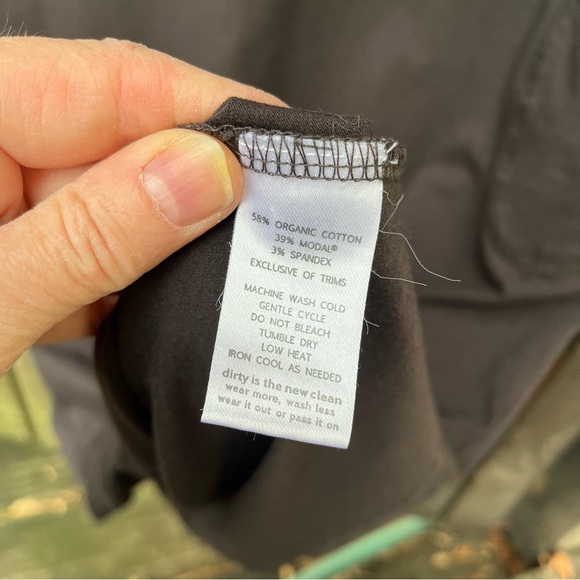 58% ORGANIC COTTON
39% MODAL®
3% SPANDEX
EXCLUSIVE OF TRIMS
MACHINE WASH COLD
GENTLE CYCLE
DO NOT BLEACH
TUMBLE DRY
LOW HEAT
IRON COOL AS NEEDED
dirty is the new clean
wear more, wash less
wear it out or pass it on